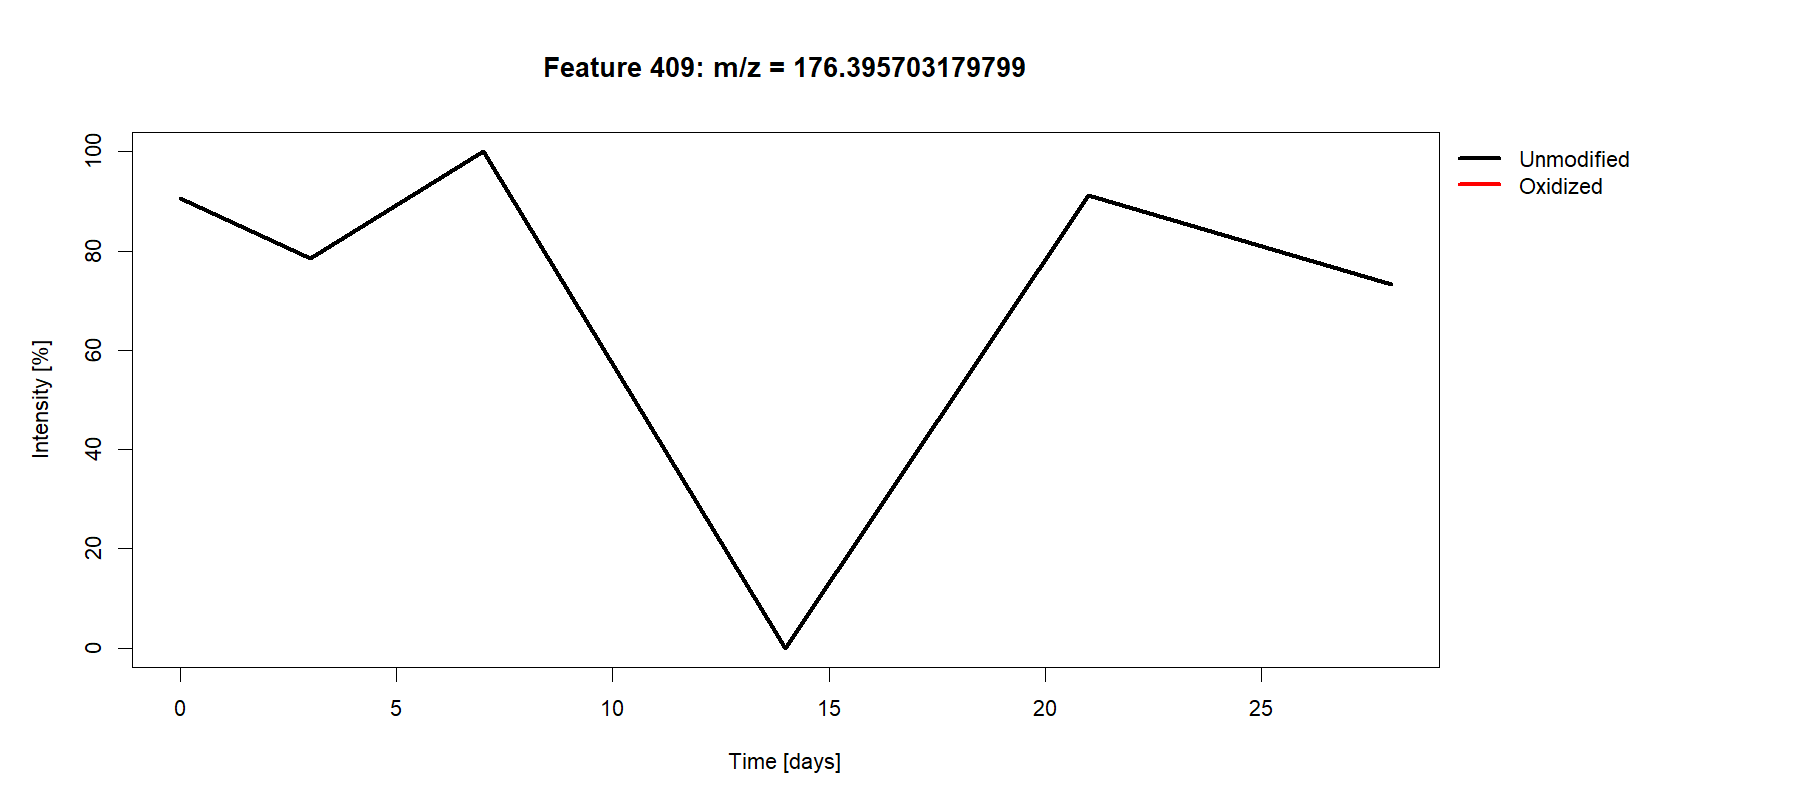 Feature 409: m/z = 176.395703179799
Unmodified
Oxidized
100
80
60
40
20
0
Intensity [%]
0 5 10 15 20 25
Time [days]